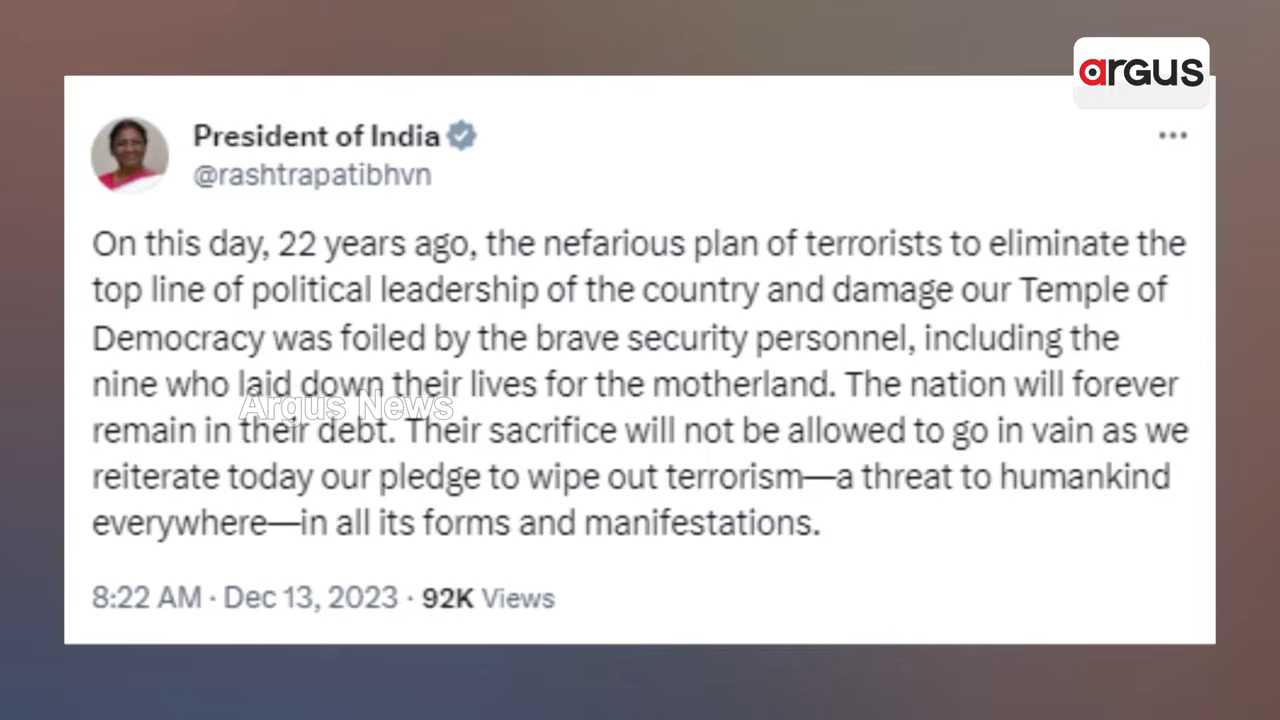 argus
President of India
@rashtrapatibhvn
On this day, 22 years ago, the nefarious plan of terrorists to eliminate the
top line of political leadership of the country and damage our Temple of
Democracy was foiled by the brave security personnel, including the
nine who laid down their lives for the motherland. The nation will forever
Argus News
remain in their debt. Their sacrifice will not be allowed to go in vain as we
reiterate today our pledge to wipe out terrorism—a threat to humankind
everywhere—in all its forms and manifestations.
8:22 AM · Dec 13, 2023 · 92K Views